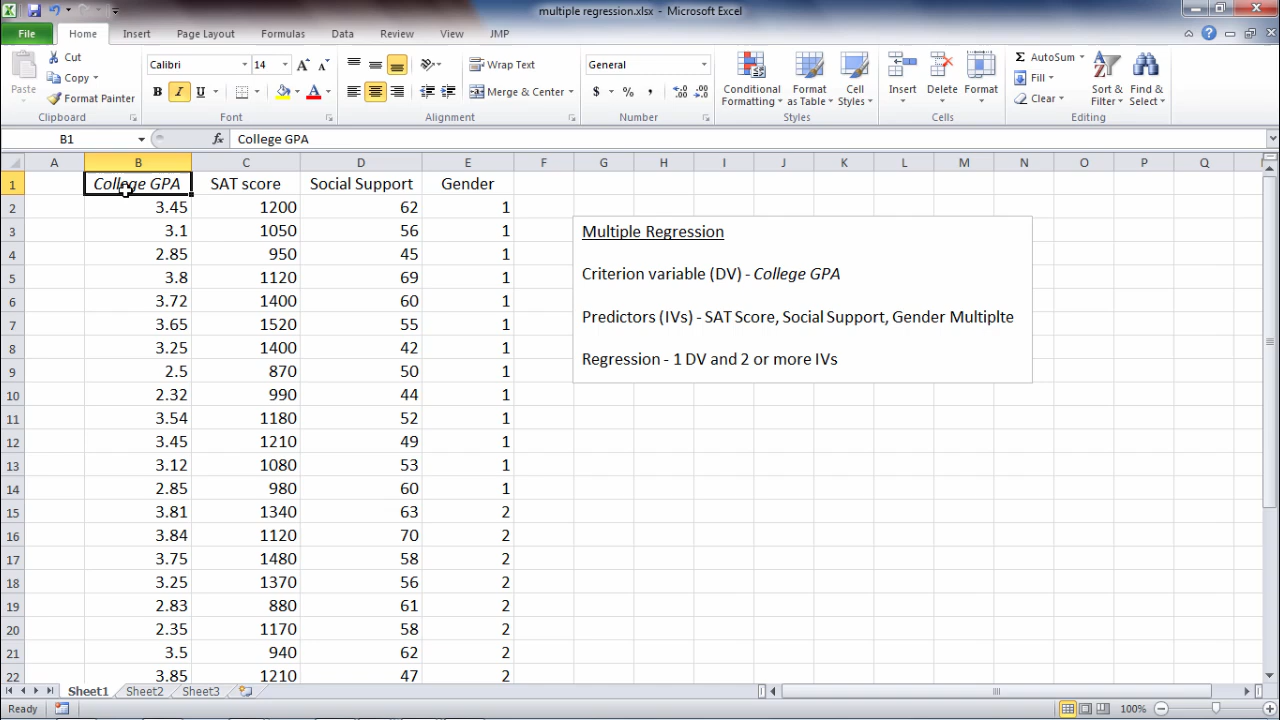 multiple regression.xlsx - Microsoft Excel
File Home Insert Page Layout Formulas Data Review View JMP
Paste Cut Copy Format Painter Clipboard
Calibri 14 B I U A Font
Wrap Text Merge & Center Alignment
General $ % , Number
Conditional Formatting Format as Table Cell Styles Styles
Insert Delete Format Cells
Σ AutoSum Fill Clear Sort & Filter Find & Select Editing
B1 fx College GPA
A B C D E F G H I J K L M N O P Q
1 College GPA SAT score Social Support Gender
2 3.45 1200 62 1
3 3.1 1050 56 1
4 2.85 950 45 1
5 3.8 1120 69 1
6 3.72 1400 60 1
7 3.65 1520 55 1
8 3.25 1400 42 1
9 2.5 870 50 1
10 2.32 990 44 1
11 3.54 1180 52 1
12 3.45 1210 49 1
13 3.12 1080 53 1
14 2.85 980 60 1
15 3.81 1340 63 2
16 3.84 1120 70 2
17 3.75 1480 58 2
18 3.25 1370 56 2
19 2.83 880 61 2
20 2.35 1170 58 2
21 3.5 940 62 2
22 3.85 1210 47 2
Multiple Regression
Criterion variable (DV) - College GPA
Predictors (IVs) - SAT Score, Social Support, Gender Multiplte
Regression - 1 DV and 2 or more IVs
Sheet1 Sheet2 Sheet3
Ready 100%